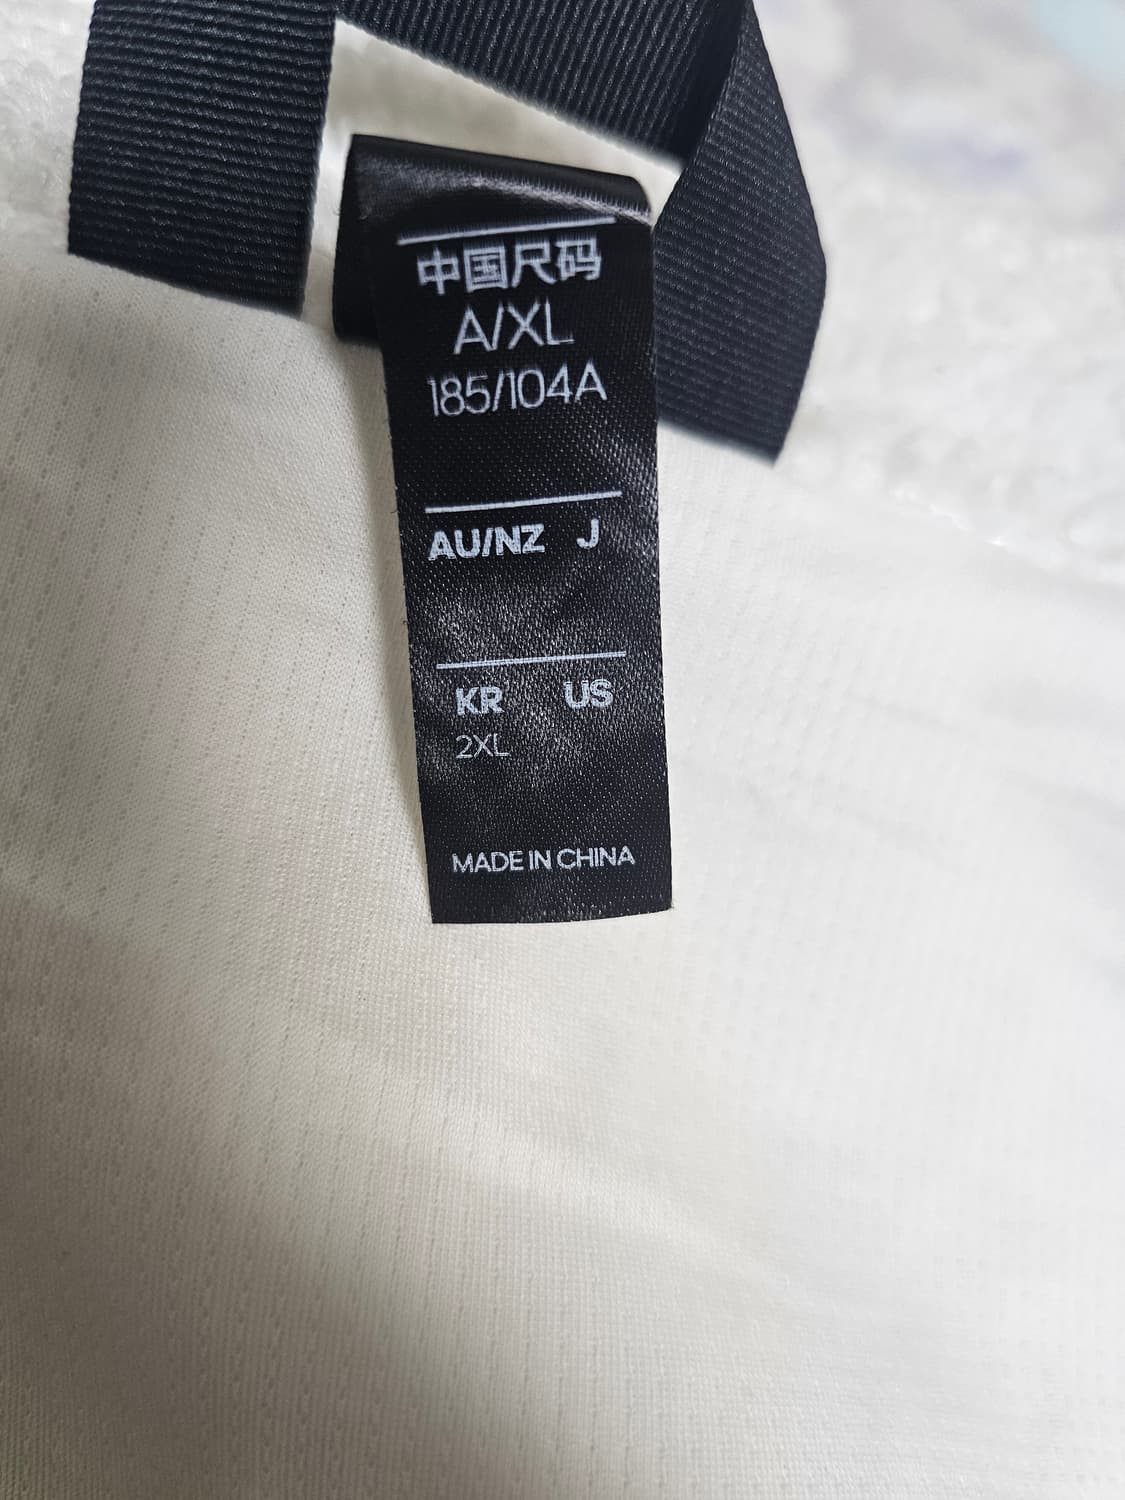 中国尺码
A/XL
185/104A
AU/NZ J
KR US
2XL
MADE IN CHINA